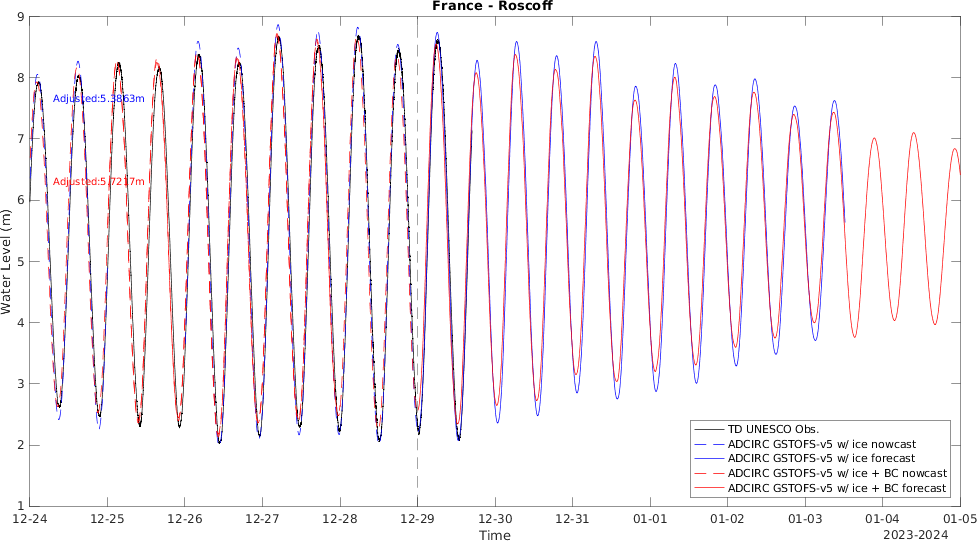 France - Roscoff
9
8
7
6
5
4
3
2
1
Water Level (m)
Adjusted:5.3863m
Adjusted:5.7217m
TD UNESCO Obs.
ADCIRC GSTOFS-v5 w/ ice nowcast
ADCIRC GSTOFS-v5 w/ ice forecast
ADCIRC GSTOFS-v5 w/ ice + BC nowcast
ADCIRC GSTOFS-v5 w/ ice + BC forecast
12-24 12-25 12-26 12-27 12-28 12-29 12-30 12-31 01-01 01-02 01-03 01-04 01-05
Time
2023-2024